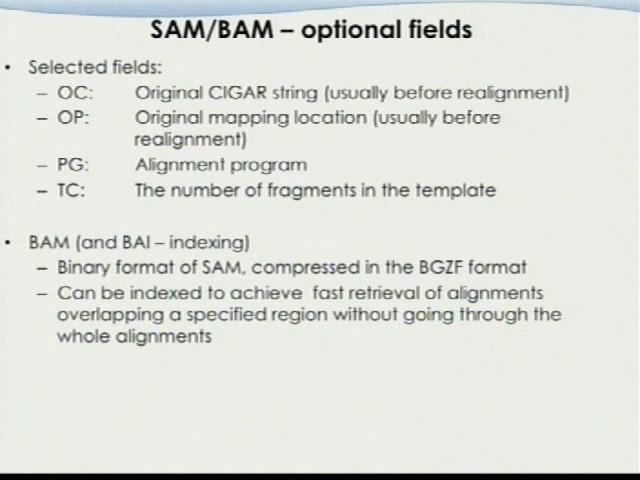 SAM/BAM – optional fields
• Selected fields:
– OC: Original CIGAR string (usually before realignment)
– OP: Original mapping location (usually before
realignment)
– PG: Alignment program
– TC: The number of fragments in the template
• BAM (and BAI – indexing)
– Binary format of SAM, compressed in the BGZF format
– Can be indexed to achieve fast retrieval of alignments
overlapping a specified region without going through the
whole alignments